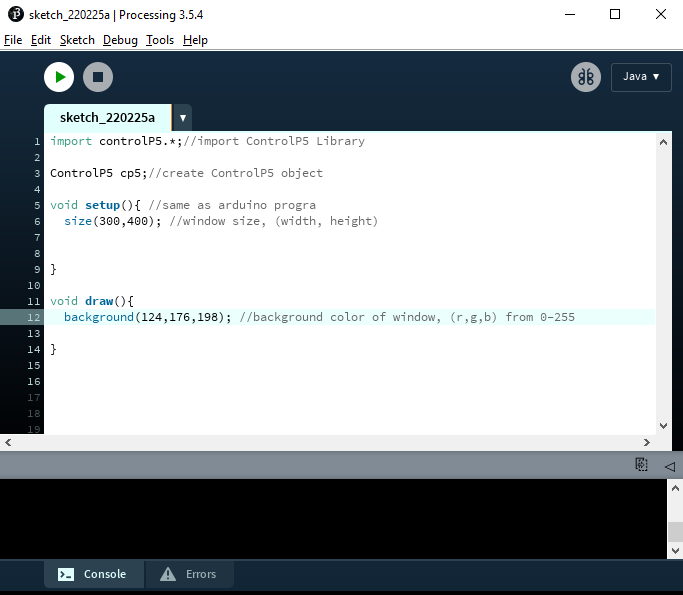 sketch_220225a | Processing 3.5.4
File Edit Sketch Debug Tools Help
Java ▼
sketch_220225a ▼
1 import controlP5.*;//import ControlP5 Library
2
3 ControlP5 cp5;//create ControlP5 object
4
5 void setup(){ //same as arduino progra
6   size(300,400); //window size, (width, height)
7
8
9 }
10
11 void draw(){
12   background(124,176,198); //background color of window, (r,g,b) from 0-255
13
14 }
15
16
17
18
19
Console Errors